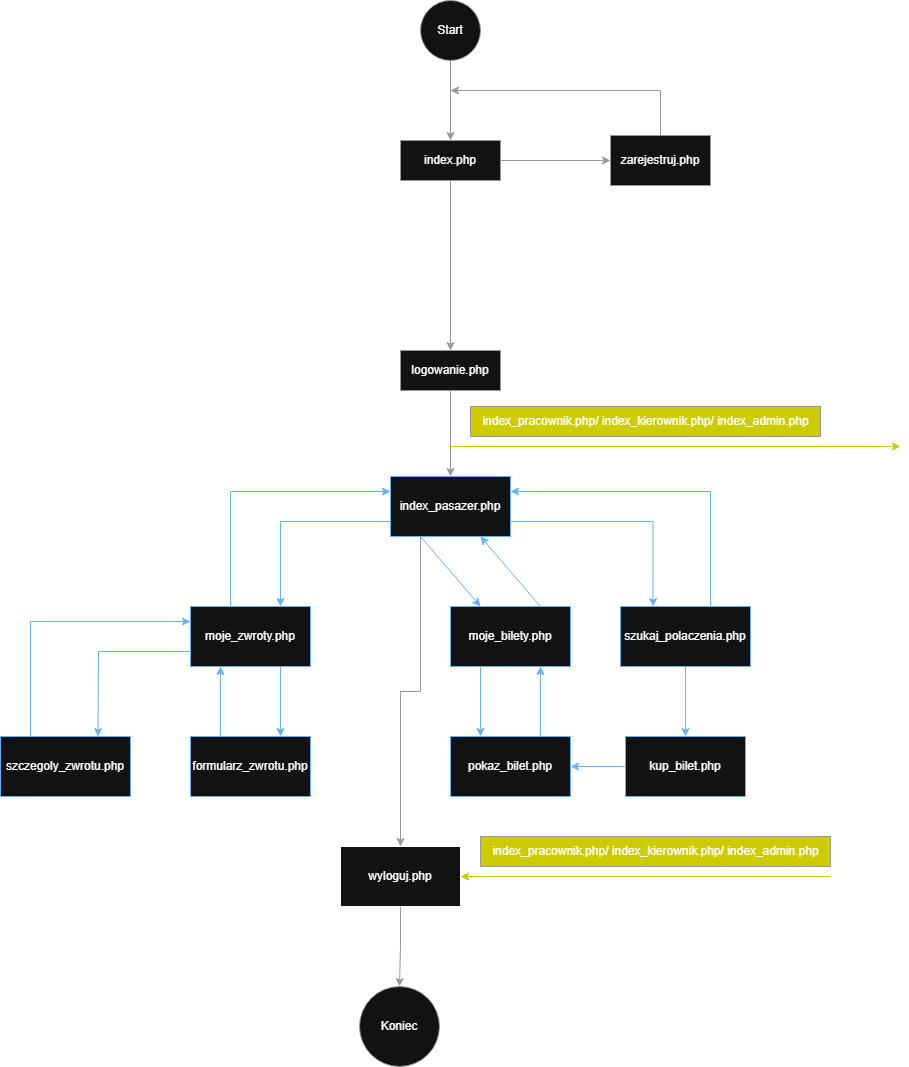 Start
index.php
zarejestruj.php
logowanie.php
index_pracownik.php/ index_kierownik.php/ index_admin.php
index_pasazer.php
moje_zwroty.php
moje_bilety.php
szukaj_polaczenia.php
szczegoly_zwrotu.php
formularz_zwrotu.php
pokaz_bilet.php
kup_bilet.php
index_pracownik.php/ index_kierownik.php/ index_admin.php
wyloguj.php
Koniec